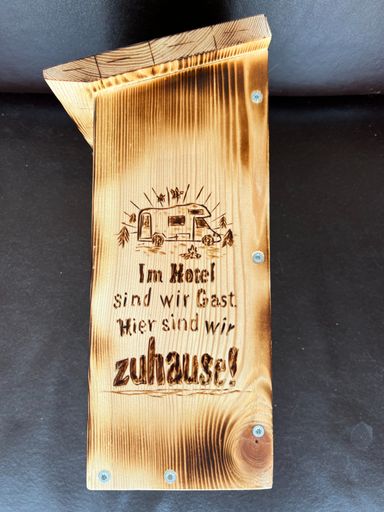 Im Hotel
sind wir Gast.
Hier sind wir
zuhause!